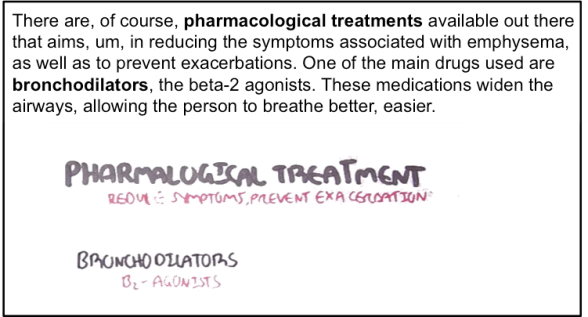 There are, of course, pharmacological treatments available out there
that aims, um, in reducing the symptoms associated with emphysema,
as well as to prevent exacerbations. One of the main drugs used are
bronchodilators, the beta-2 agonists. These medications widen the
airways, allowing the person to breathe better, easier.
PHARMALOGICAL TREATMENT
SYMPTOMS, PREVENT EXACERBATION
BRONCHODILATORS
B₂-AGONISTS